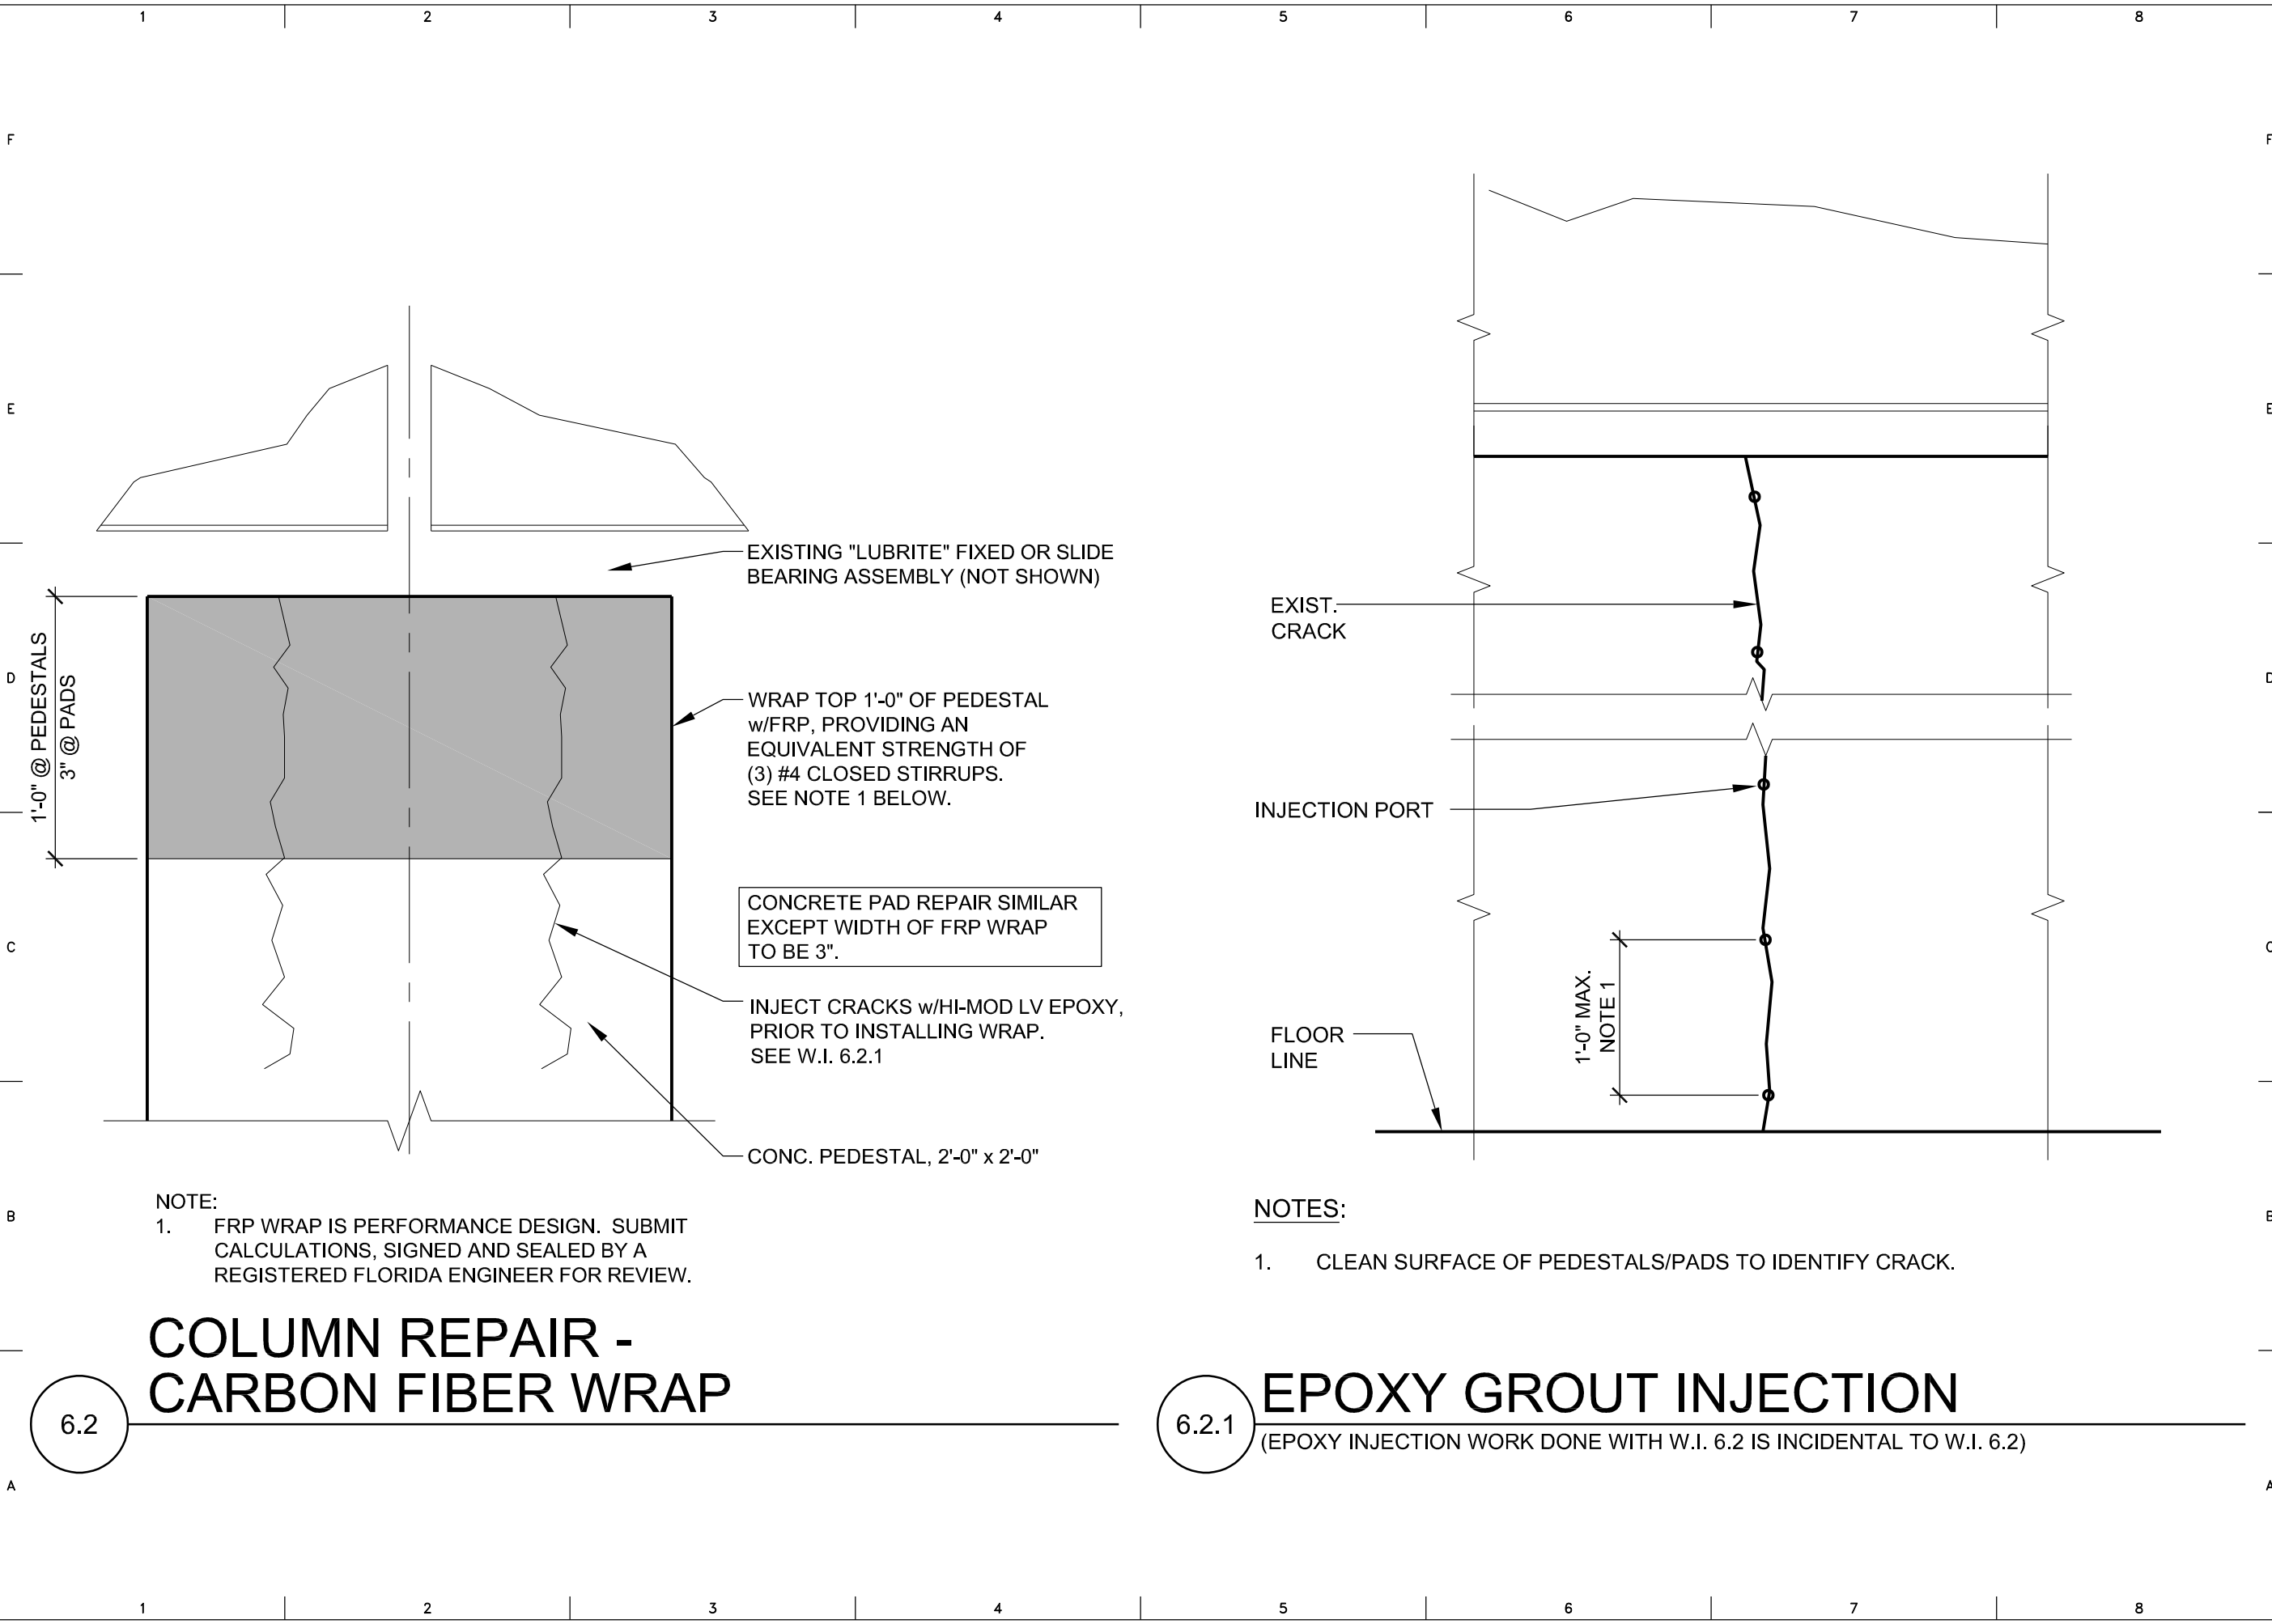 1 2 3 4 5 6 7 8
F F
E E
D D
C C
B B
A A
EXISTING "LUBRITE" FIXED OR SLIDE
BEARING ASSEMBLY (NOT SHOWN)
1'-0" @ PEDESTALS
3" @ PADS
WRAP TOP 1'-0" OF PEDESTAL
w/FRP, PROVIDING AN
EQUIVALENT STRENGTH OF
(3) #4 CLOSED STIRRUPS.
SEE NOTE 1 BELOW.
CONCRETE PAD REPAIR SIMILAR
EXCEPT WIDTH OF FRP WRAP
TO BE 3".
INJECT CRACKS w/HI-MOD LV EPOXY,
PRIOR TO INSTALLING WRAP.
SEE W.I. 6.2.1
CONC. PEDESTAL, 2'-0" x 2'-0"
NOTE:
1. FRP WRAP IS PERFORMANCE DESIGN. SUBMIT
CALCULATIONS, SIGNED AND SEALED BY A
REGISTERED FLORIDA ENGINEER FOR REVIEW.
COLUMN REPAIR -
CARBON FIBER WRAP
6.2
EXIST.
CRACK
INJECTION PORT
1'-0" MAX.
NOTE 1
FLOOR
LINE
NOTES:
1. CLEAN SURFACE OF PEDESTALS/PADS TO IDENTIFY CRACK.
EPOXY GROUT INJECTION
6.2.1
(EPOXY INJECTION WORK DONE WITH W.I. 6.2 IS INCIDENTAL TO W.I. 6.2)
1 2 3 4 5 6 7 8